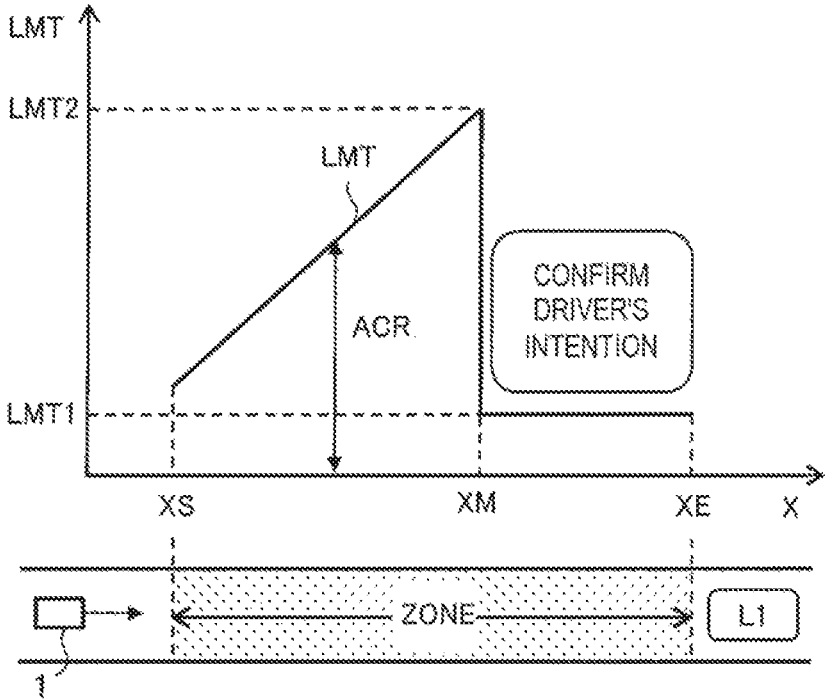 LMT
LMT2
LMT
CONFIRM
DRIVER'S
INTENTION
ACR
LMT1
XS
XM
XE
X
ZONE
L1
1